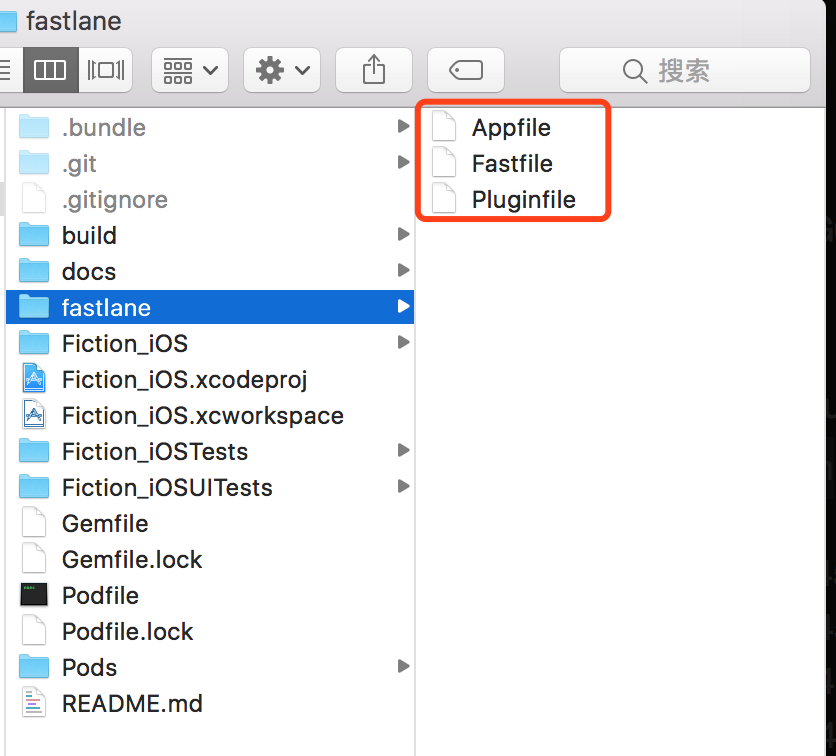 fastlane
搜索
.bundle
.git
.gitignore
build
docs
fastlane
Fiction_iOS
Fiction_iOS.xcodeproj
Fiction_iOS.xcworkspace
Fiction_iOSTests
Fiction_iOSUITests
Gemfile
Gemfile.lock
Podfile
Podfile.lock
Pods
README.md
Appfile
Fastfile
Pluginfile